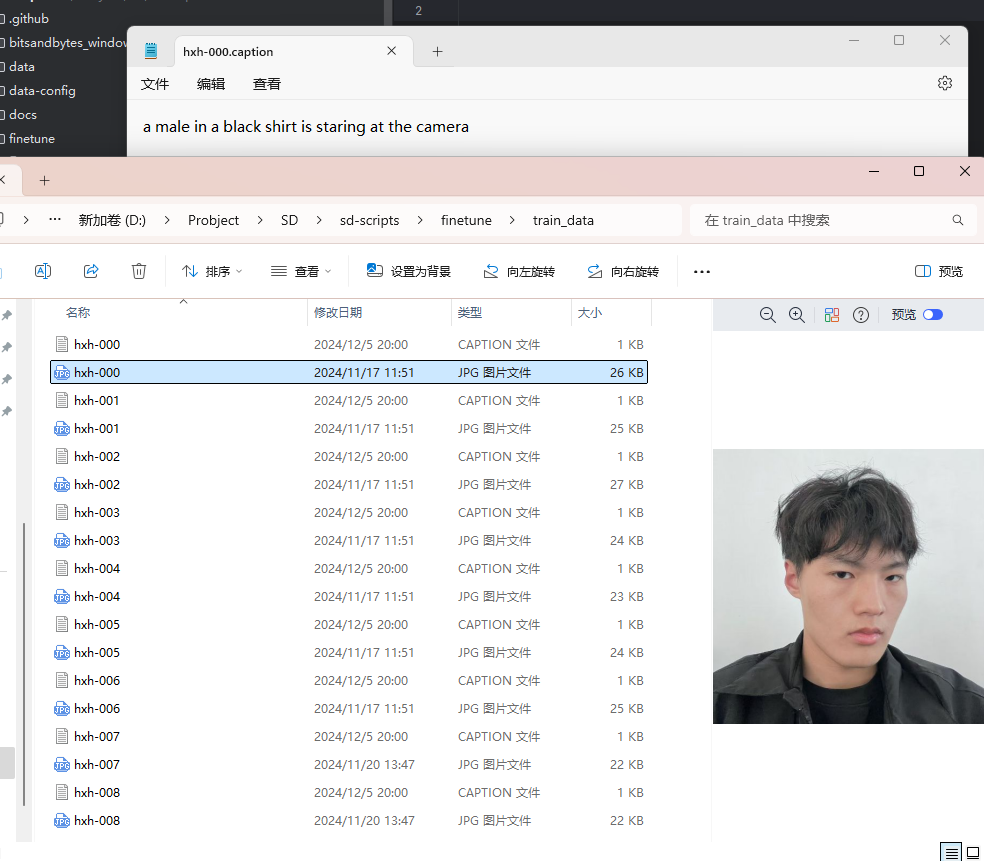 .github
2
bitsandbytes_window
data
data-config
docs
finetune
hxh-000.caption
文件 编辑 查看
a male in a black shirt is staring at the camera
新加卷 (D:) > Probject > SD > sd-scripts > finetune > train_data
在 train_data 中搜索
排序 查看 设置为背景 向左旋转 向右旋转 ... 预览
名称 修改日期 类型 大小
预览
hxh-000 2024/12/5 20:00 CAPTION 文件 1 KB
hxh-000 2024/11/17 11:51 JPG 图片文件 26 KB
hxh-001 2024/12/5 20:00 CAPTION 文件 1 KB
hxh-001 2024/11/17 11:51 JPG 图片文件 25 KB
hxh-002 2024/12/5 20:00 CAPTION 文件 1 KB
hxh-002 2024/11/17 11:51 JPG 图片文件 27 KB
hxh-003 2024/12/5 20:00 CAPTION 文件 1 KB
hxh-003 2024/11/17 11:51 JPG 图片文件 24 KB
hxh-004 2024/12/5 20:00 CAPTION 文件 1 KB
hxh-004 2024/11/17 11:51 JPG 图片文件 23 KB
hxh-005 2024/12/5 20:00 CAPTION 文件 1 KB
hxh-005 2024/11/17 11:51 JPG 图片文件 24 KB
hxh-006 2024/12/5 20:00 CAPTION 文件 1 KB
hxh-006 2024/11/17 11:51 JPG 图片文件 25 KB
hxh-007 2024/12/5 20:00 CAPTION 文件 1 KB
hxh-007 2024/11/20 13:47 JPG 图片文件 22 KB
hxh-008 2024/12/5 20:00 CAPTION 文件 1 KB
hxh-008 2024/11/20 13:47 JPG 图片文件 22 KB